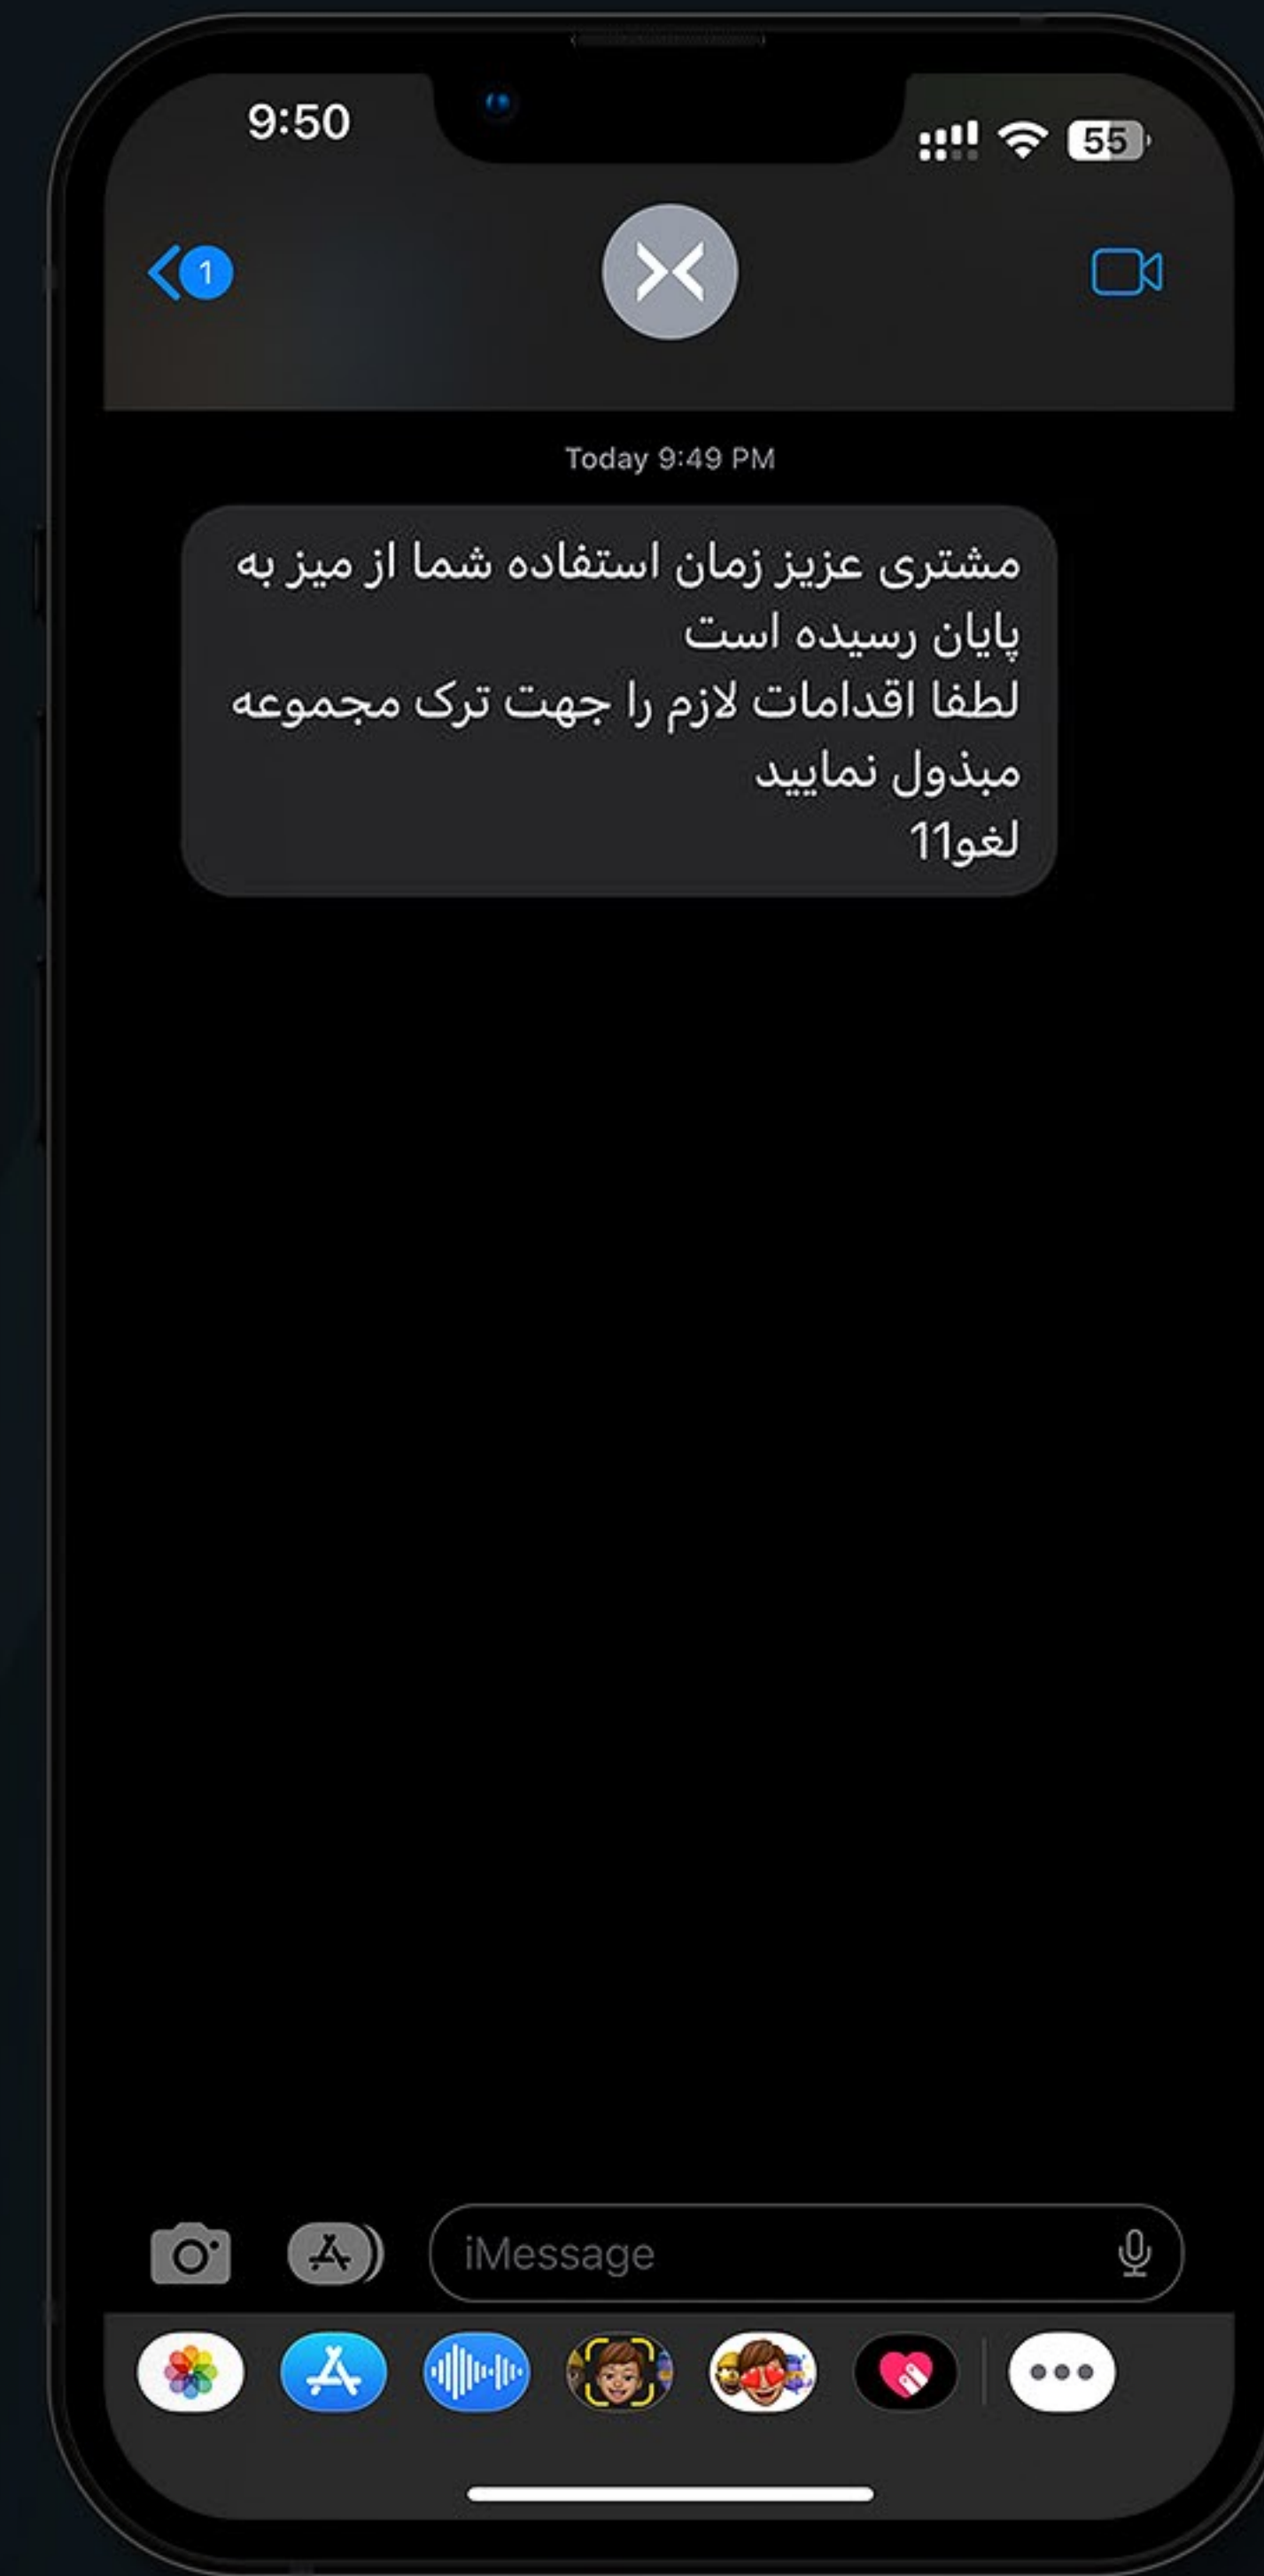 9:50
55
1
Today 9:49 PM
مشتری عزیز زمان استفاده شما از میز به
پایان رسیده است
لطفا اقدامات لازم را جهت ترک مجموعه
مبذول نمایید
لغو11
iMessage